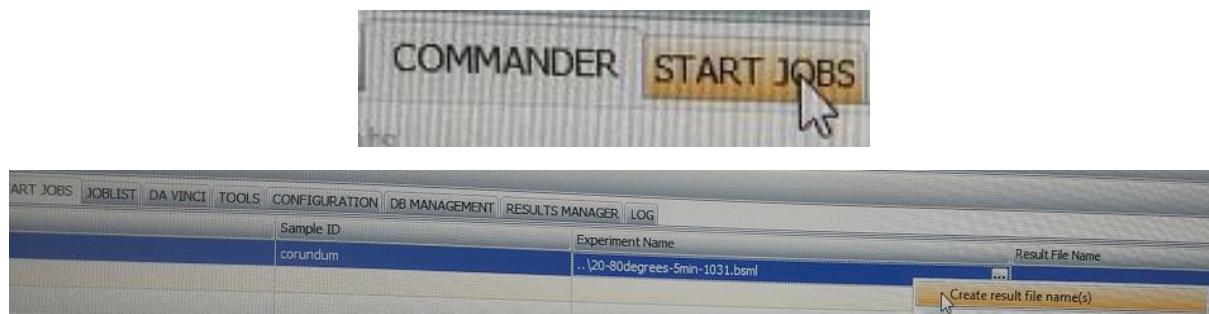 COMMANDER START JOBS
ART JOBS JOBLIST DA VINCI TOOLS CONFIGURATION DB MANAGEMENT RESULTS MANAGER LOG
Sample ID Experiment Name Result File Name
corundum ..\20-80degrees-5min-1031.bsml ...
Create result file name(s)